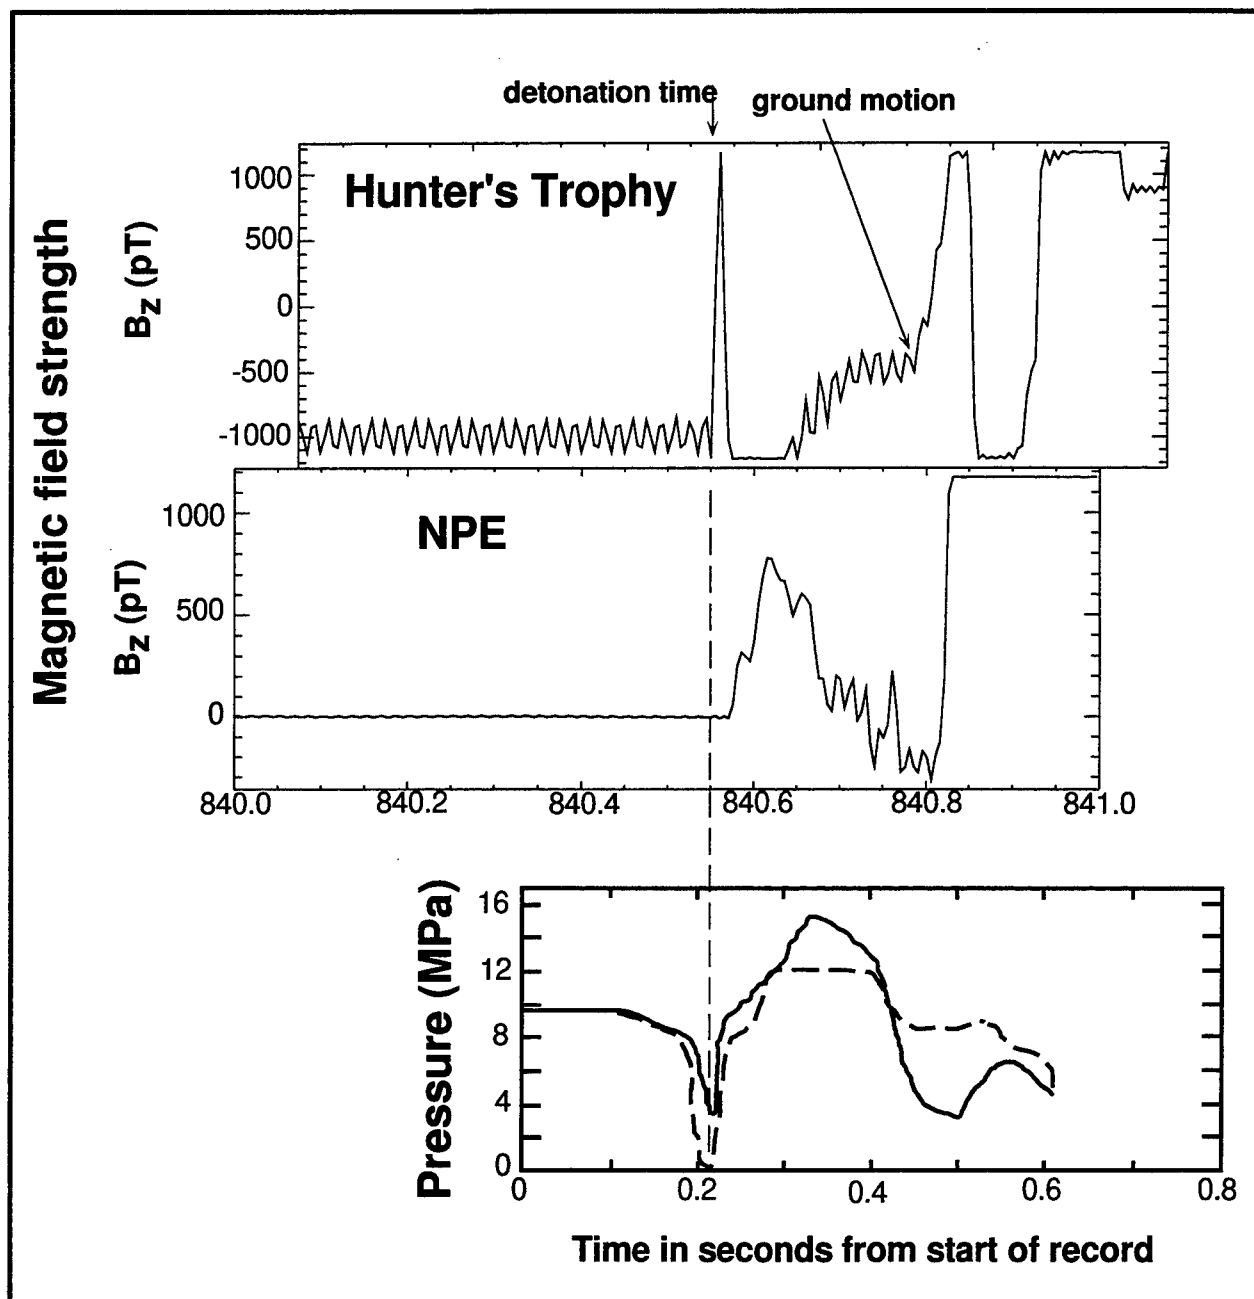 detonation time
ground motion
Hunter's Trophy
1000
500
0
-500
-1000
Bz (pT)
Magnetic field strength
NPE
1000
500
0
Bz (pT)
840.0 840.2 840.4 840.6 840.8 841.0
Pressure (MPa)
16
12
8
4
0
0 0.2 0.4 0.6 0.8
Time in seconds from start of record